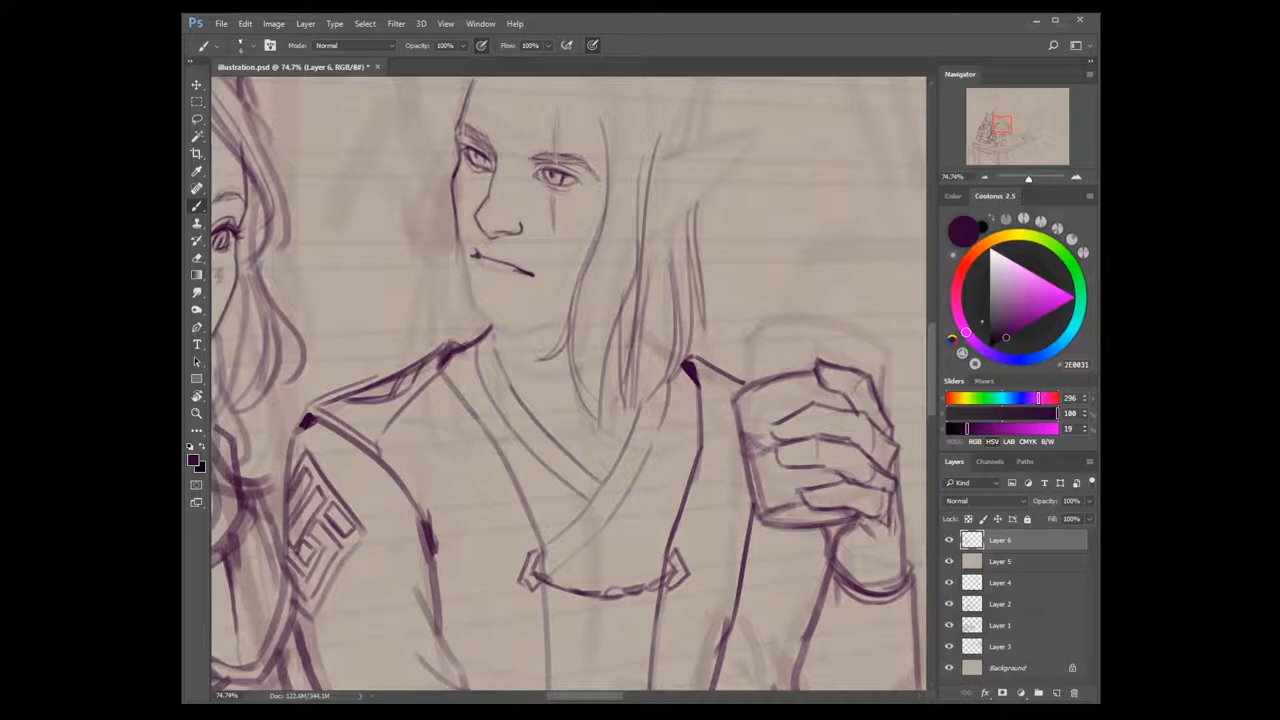 Ps File Edit Image Layer Type Select Filter 3D View Window Help
6 Mode: Normal Opacity: 100% Flow: 100%
illustration.psd @ 74.7% (Layer 6, RGB/8#) * ×
Navigator
74.74%
Color Coolorus 2.5
2E0031
Sliders Mixers
296
100
19
RGB HSV LAB CMYK B/W
Layers Channels Paths
Kind
Normal Opacity: 100%
Lock: Fill: 100%
Layer 6
Layer 5
Layer 4
Layer 2
Layer 1
Layer 3
Background
74.74% Doc: 122.6M/344.1M